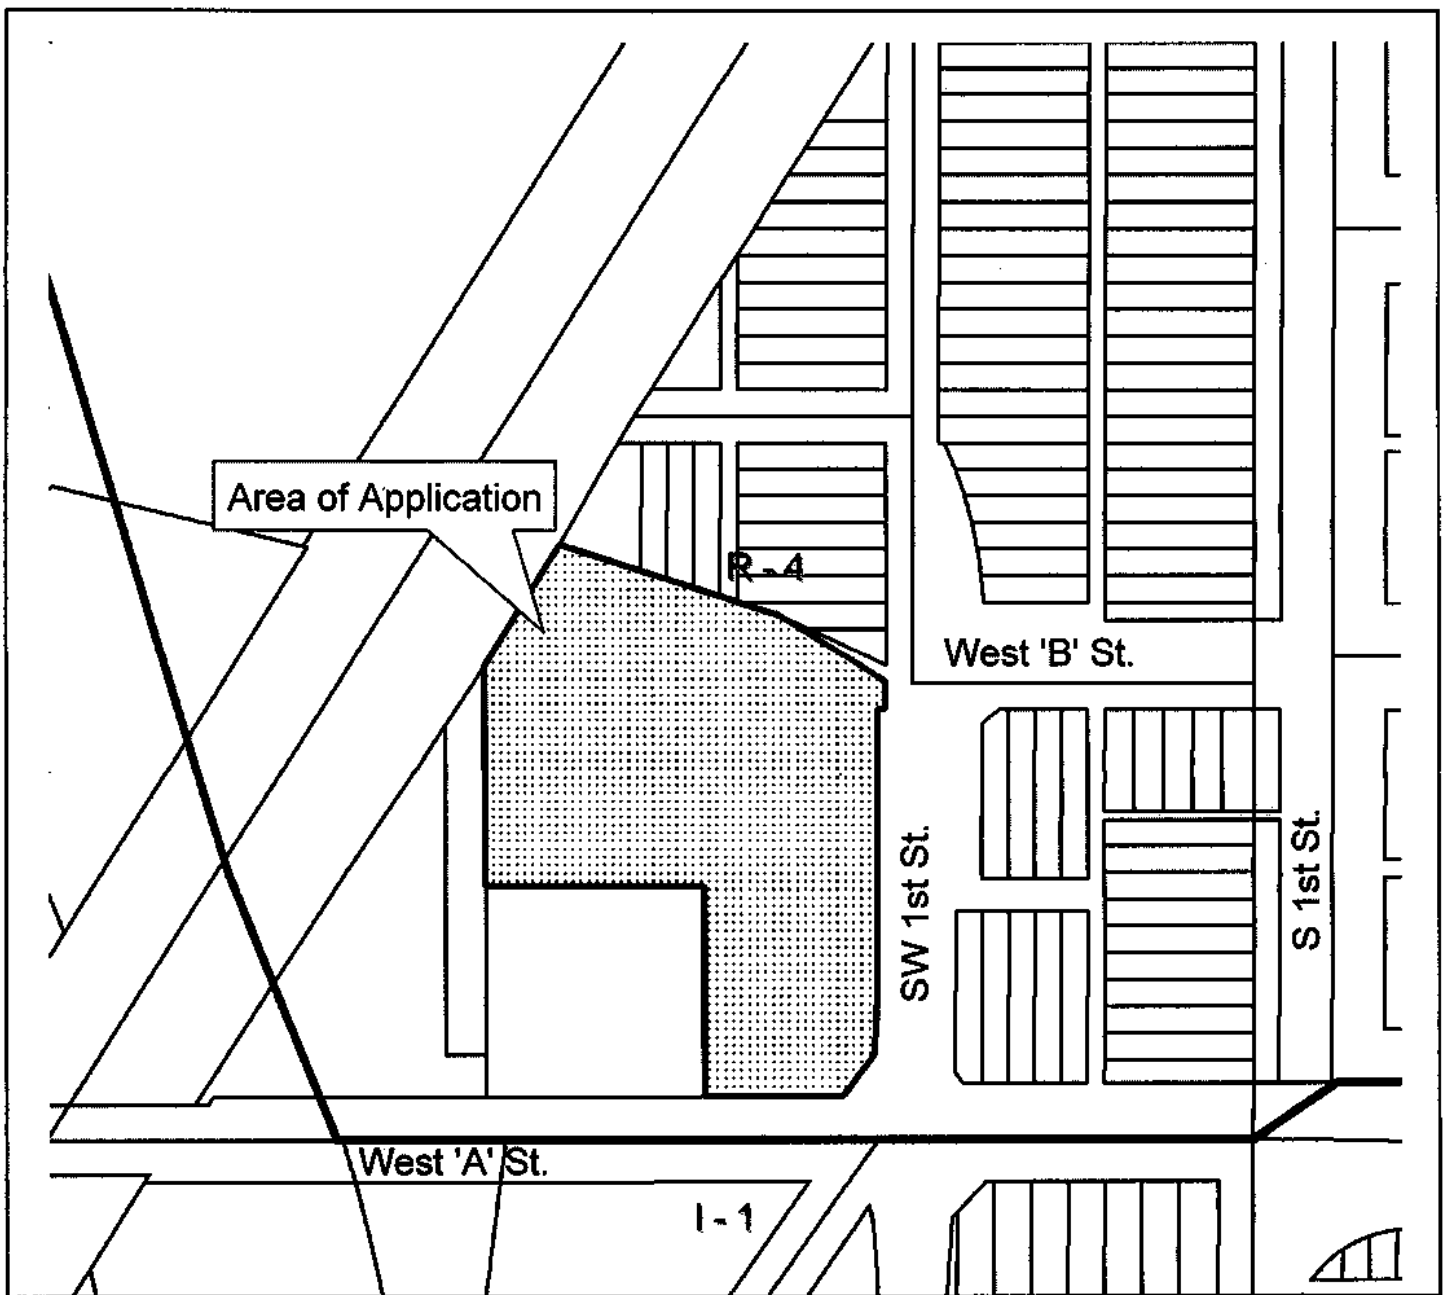 Area of Application
R - 4
West 'B' St.
SW 1st St.
S 1st St.
West 'A' St.
I - 1